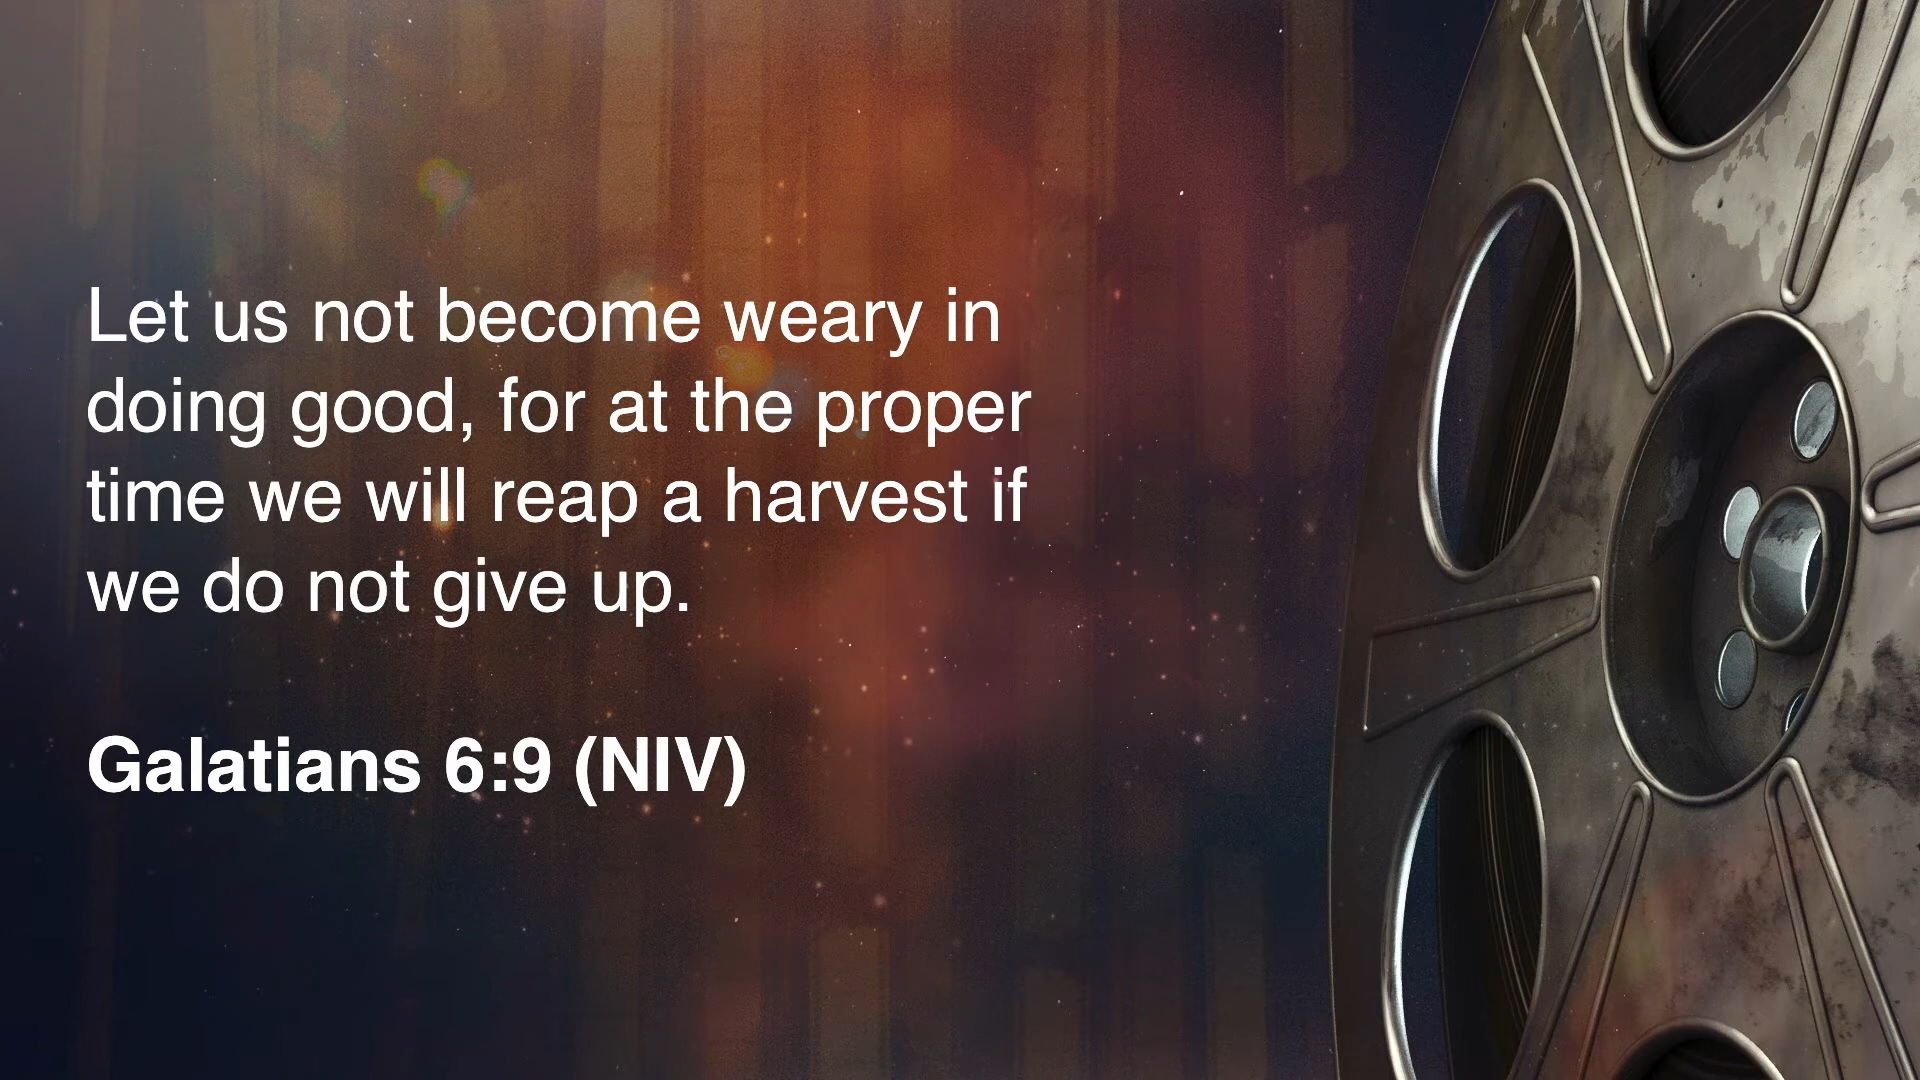 Let us not become weary in
doing good, for at the proper
time we will reap a harvest if
we do not give up.
Galatians 6:9 (NIV)